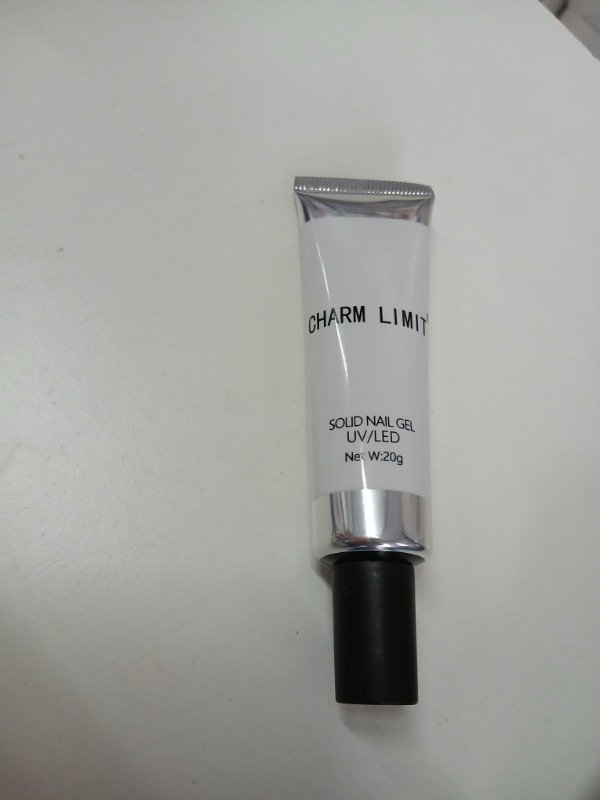 CHARM LIMIT
SOLID NAIL GEL
UV/LED
Net W:20g